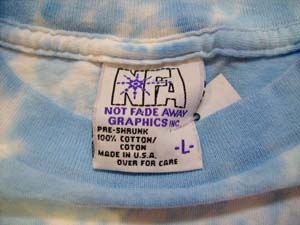 NFA
NOT FADE AWAY
GRAPHICS INC.
PRE-SHRUNK
100% COTTON/
COTON
MADE IN U.S.A.
OVER FOR CARE
-L-